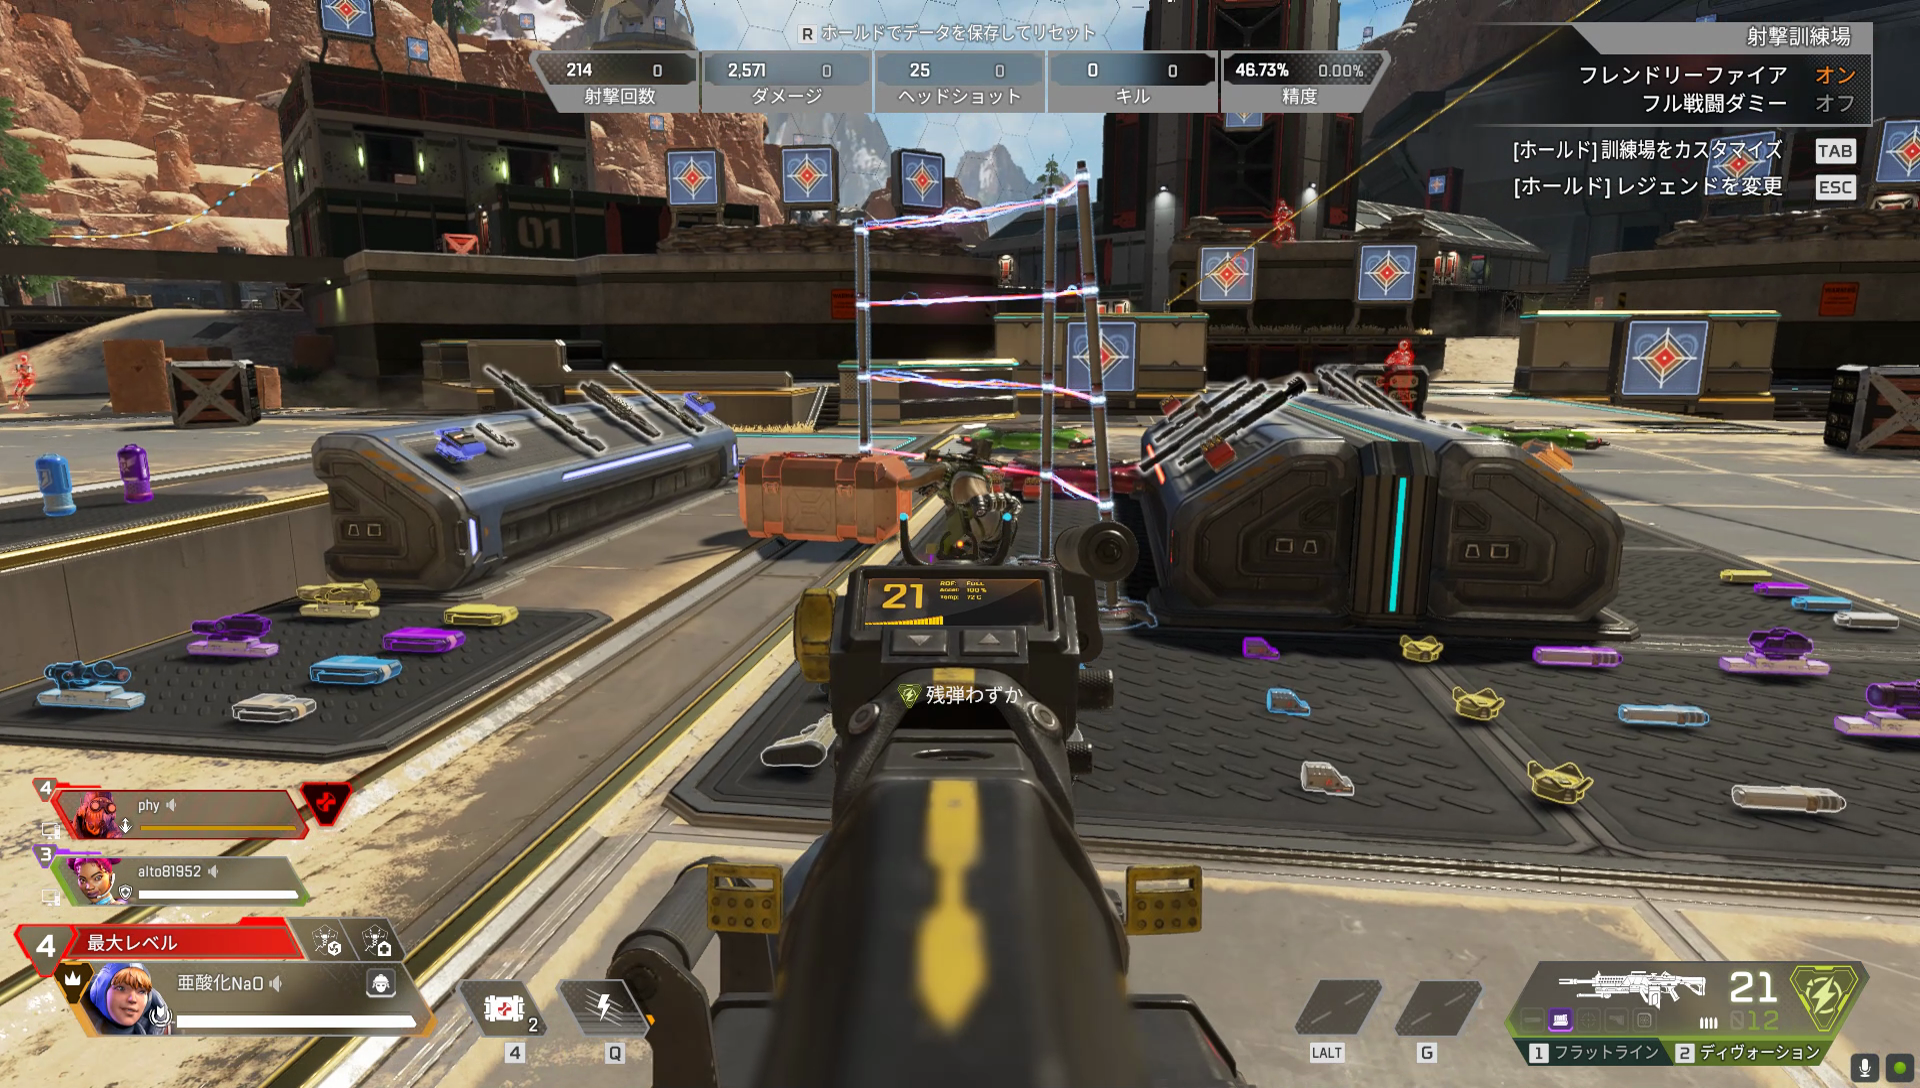 R ホールドでデータを保存してリセット
214 0 2,571 0 25 0 0 0 46.73% 0.00%
射撃回数 ダメージ ヘッドショット キル 精度
射撃訓練場
フレンドリーファイア オン
フル戦闘ダミー オフ
[ホールド]訓練場をカスタマイズ TAB
[ホールド]レジェンドを変更 ESC
01
21
ROF: FULL
Accel: 100%
Temp: 72C
残弾わずか
4
phy
3
alto81952
4 最大レベル
亜酸化NaO
2
4 Q
LALT G
21
012
1 フラットライン 2 ディヴォーション